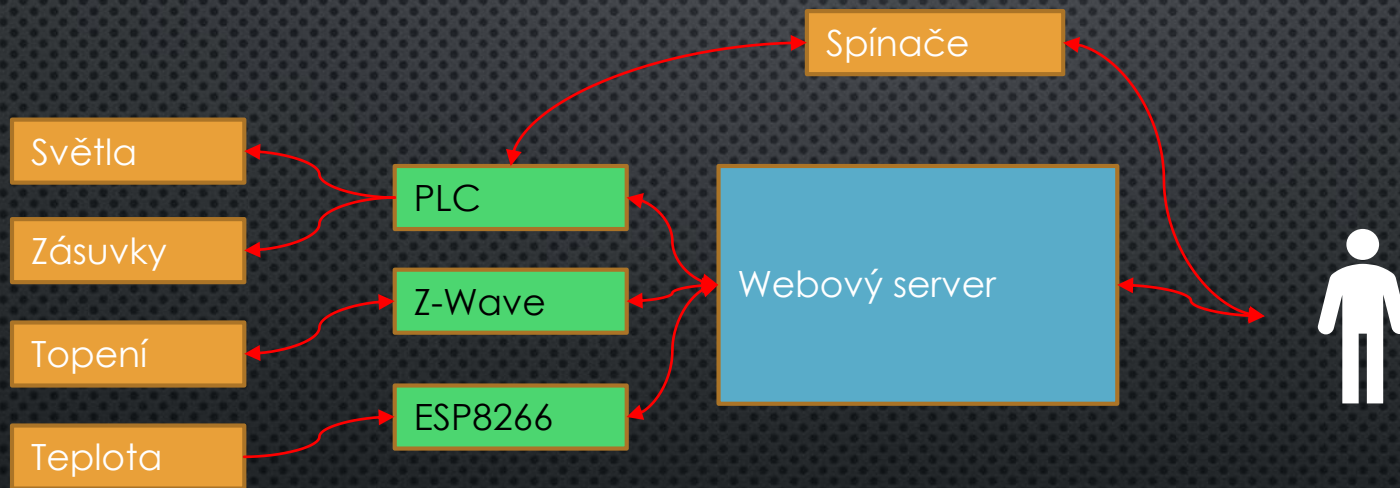 Spínače
Světla
PLC
Zásuvky
Z-Wave
Webový server
Topení
ESP8266
Teplota